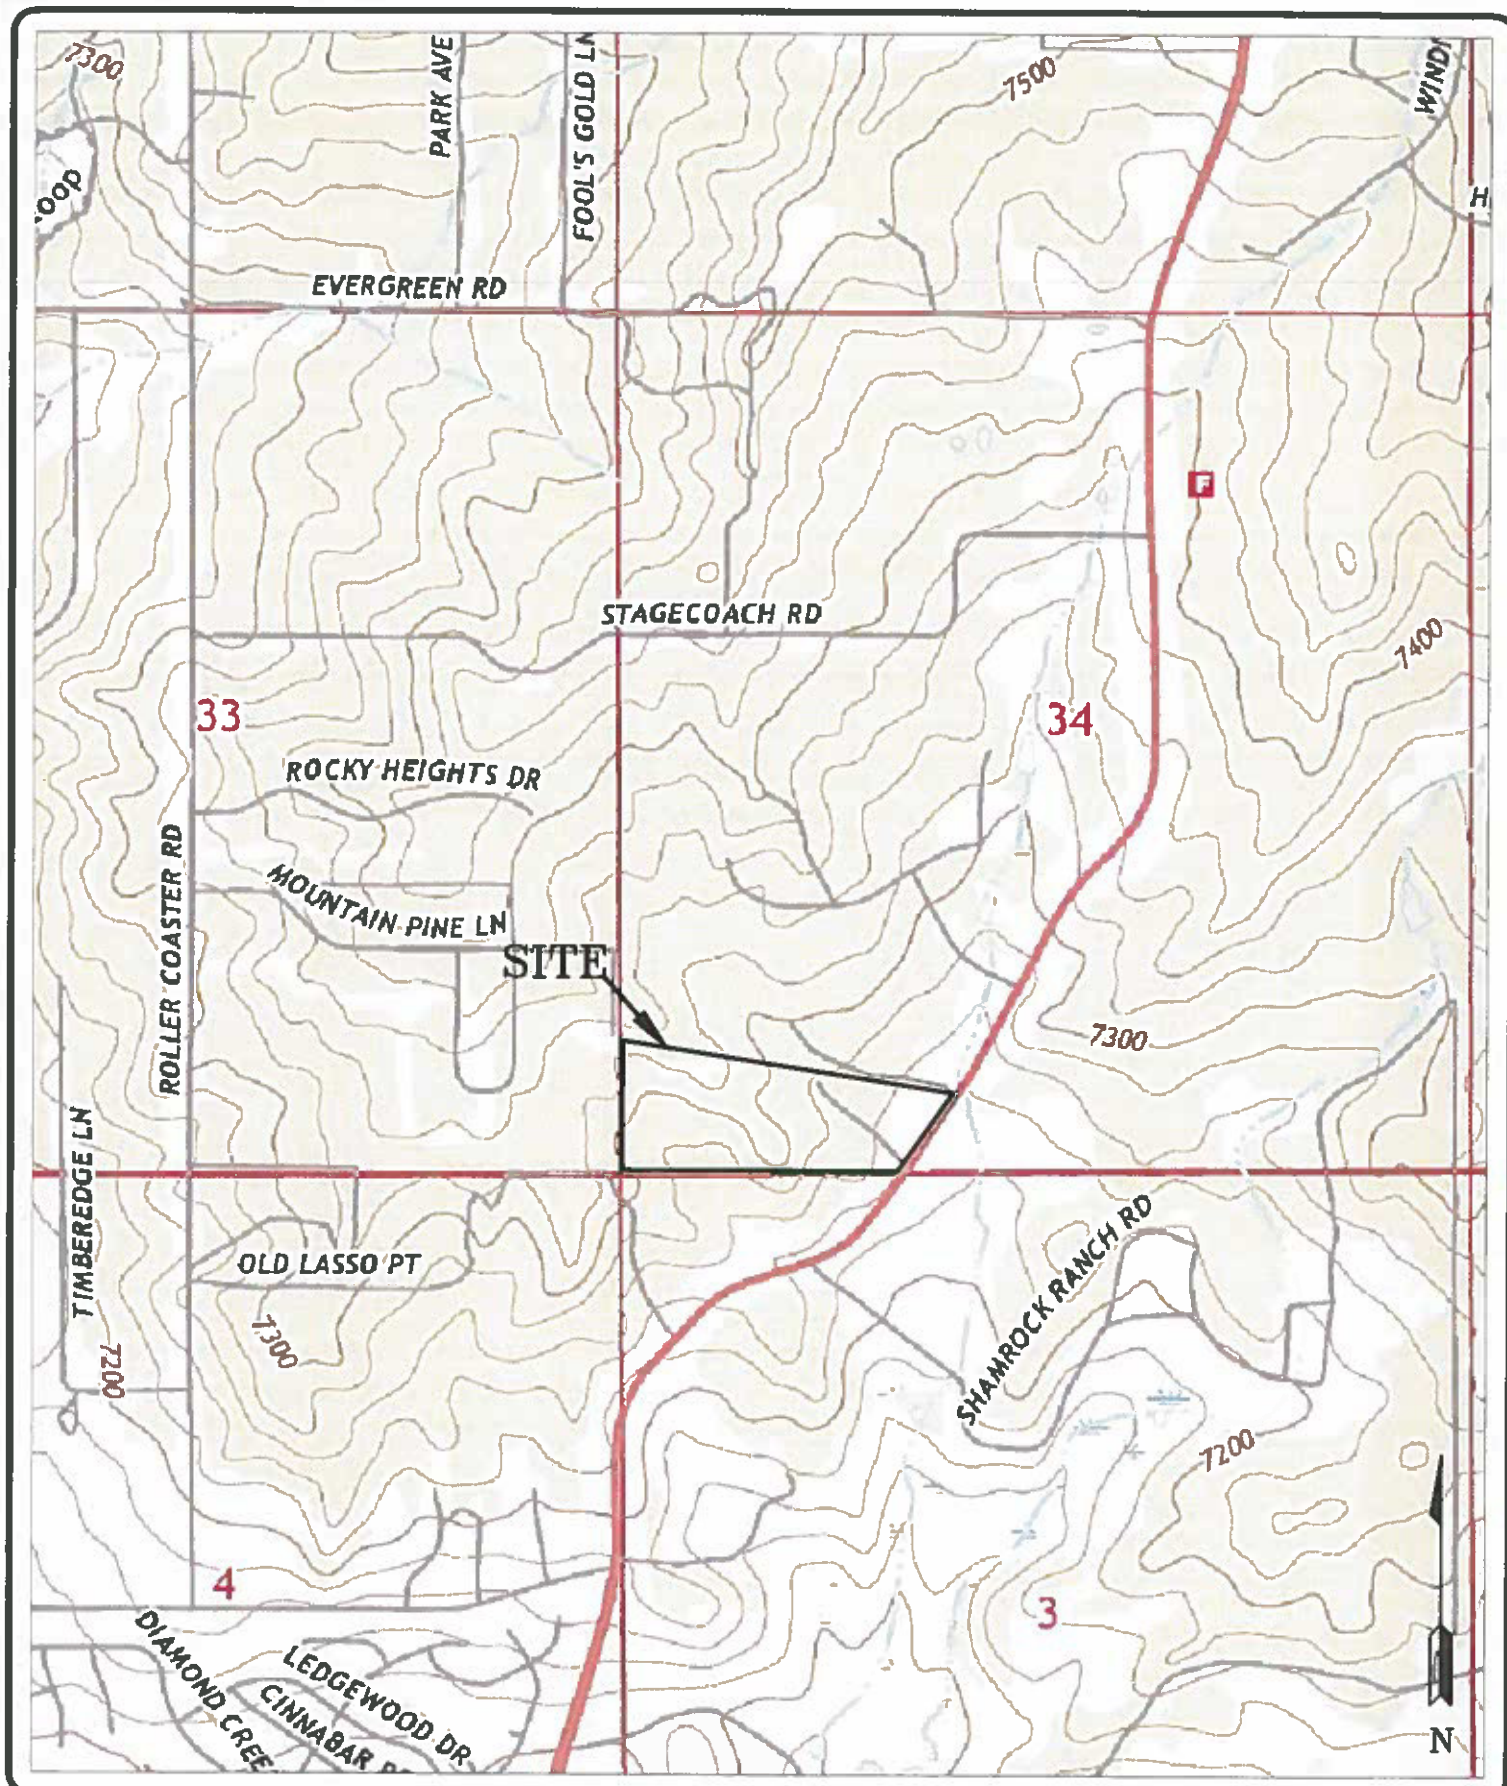 7300
PARK AVE
FOOL'S GOLD LN
7500
WINDI
OOP
H
EVERGREEN RD
F
STAGECOACH RD
7400
33
34
ROCKY HEIGHTS DR
ROLLER COASTER RD
MOUNTAIN PINE LN
SITE
7300
TIMBEREDGE LN
OLD LASSO PT
SHAMROCK RANCH RD
7300
7200
7200
4
3
DIAMOND CREE
LEDGEWOOD DR
CINNABAR
N